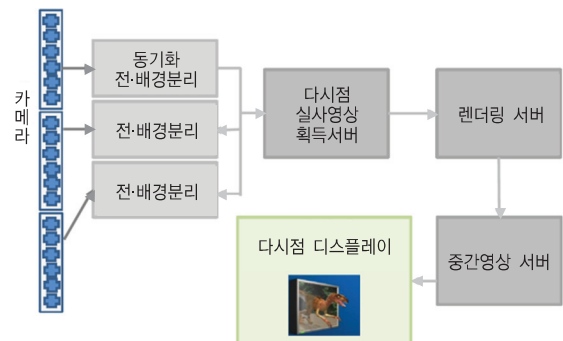 카메라
동기화
전·배경분리
전·배경분리
전·배경분리
다시점
실사영상
획득서버
렌더링 서버
중간영상 서버
다시점 디스플레이